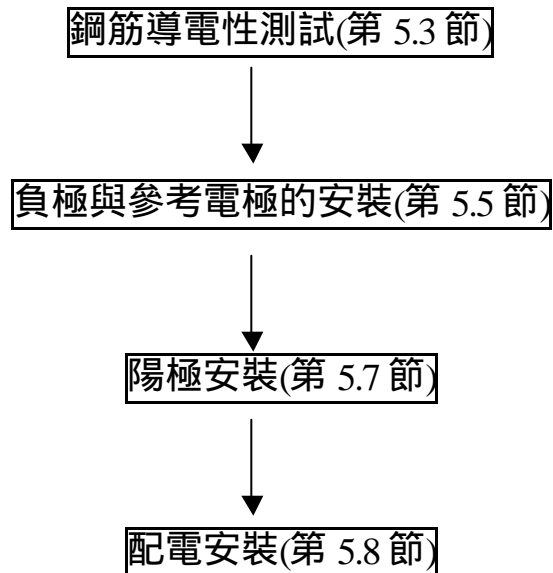 鋼筋導電性測試(第 5.3 節)
負極與參考電極的安裝(第 5.5 節)
陽極安裝(第 5.7 節)
配電安裝(第 5.8 節)